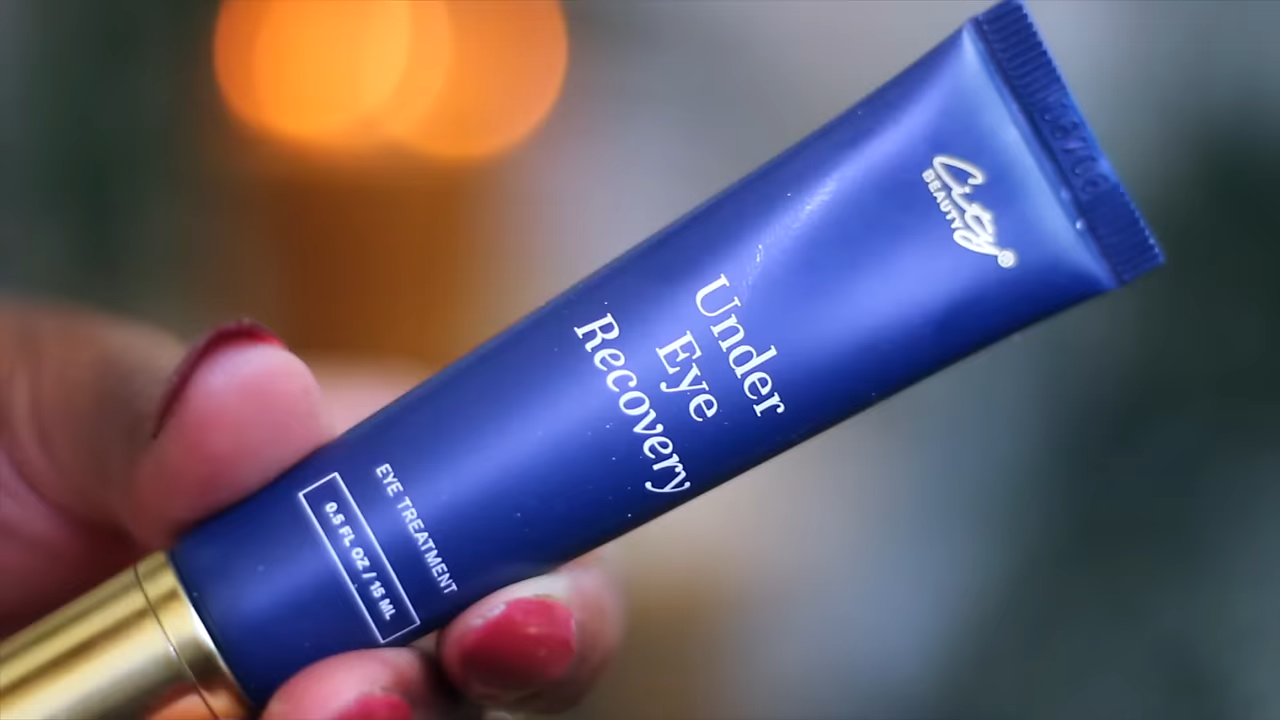 City
BEAUTY®
Under
Eye
Recovery
EYE TREATMENT
0.5 FL OZ / 15 ML